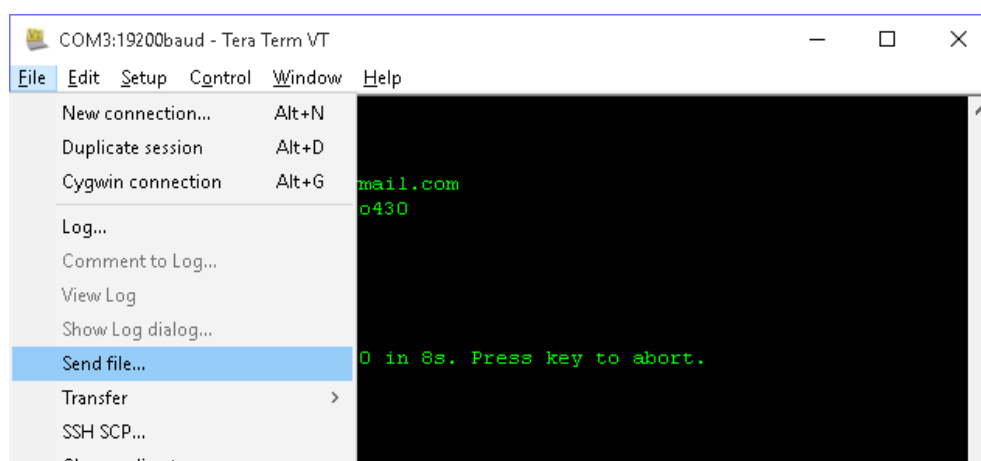 COM3:19200baud - Tera Term VT
File Edit Setup Control Window Help
New connection... Alt+N
Duplicate session Alt+D
Cygwin connection Alt+G
mail.com
o430
Log...
Comment to Log...
View Log
Show Log dialog...
Send file...
0 in 8s. Press key to abort.
Transfer >
SSH SCP...